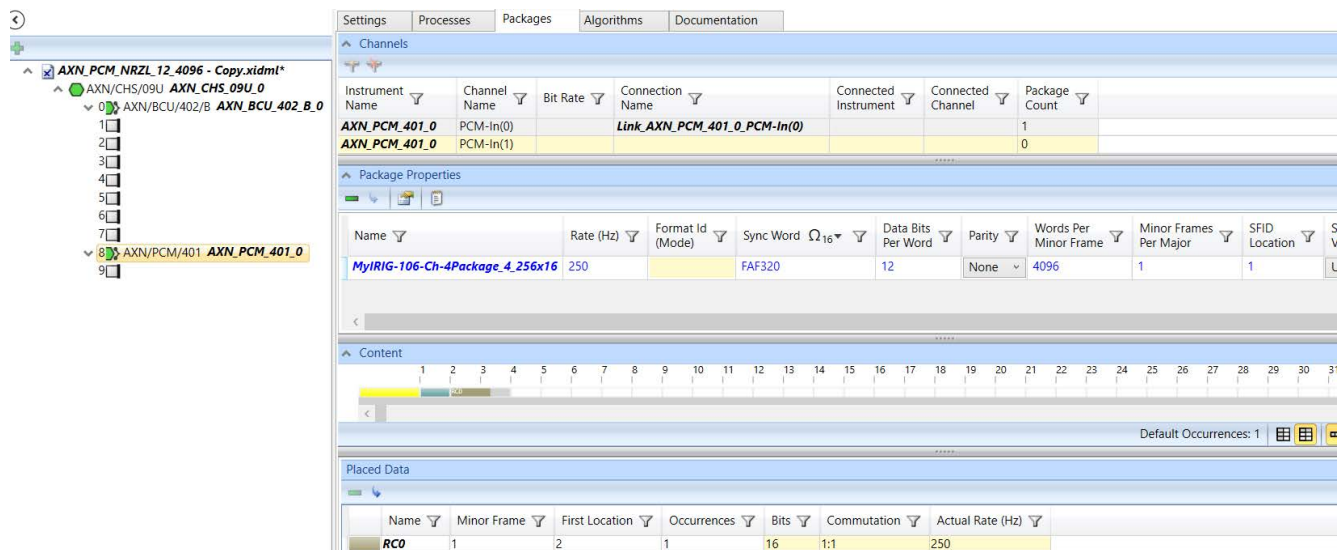 Settings Processes Packages Algorithms Documentation
Channels
Instrument Name Channel Name Bit Rate Connection Name Connected Instrument Connected Channel Package Count
AXN_PCM_401_0 PCM-In(0) Link_AXN_PCM_401_0_PCM-In(0) 1
AXN_PCM_401_0 PCM-In(1) 0
AXN_PCM_NRZL_12_4096 - Copy.xidml*
AXN/CHS/09U AXN_CHS_09U_0
0 AXN/BCU/402/B AXN_BCU_402_B_0
1
2
3
4
5
6
7
8 AXN/PCM/401 AXN_PCM_401_0
9
Package Properties
Name Rate (Hz) Format Id (Mode) Sync Word Ω16 Data Bits Per Word Parity Words Per Minor Frame Minor Frames Per Major SFID Location
MyIRIG-106-Ch-4Package_4_256x16 250 FAF320 12 None 4096 1 1
Content
1 2 3 4 5 6 7 8 9 10 11 12 13 14 15 16 17 18 19 20 21 22 23 24 25 26 27 28 29 30 31
RC0
Default Occurrences: 1
Placed Data
Name Minor Frame First Location Occurrences Bits Commutation Actual Rate (Hz)
RC0 1 2 1 16 1:1 250